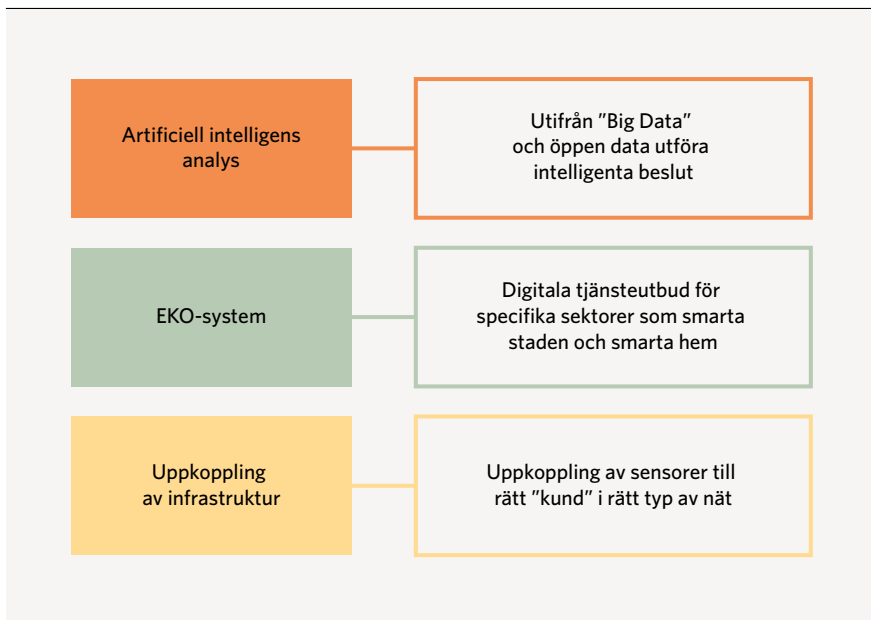 Artificiell intelligens
analys
Utifrån ”Big Data”
och öppen data utföra
intelligenta beslut
EKO-system
Digitala tjänsteutbud för
specifika sektorer som smarta
staden och smarta hem
Uppkoppling
av infrastruktur
Uppkoppling av sensorer till
rätt ”kund” i rätt typ av nät